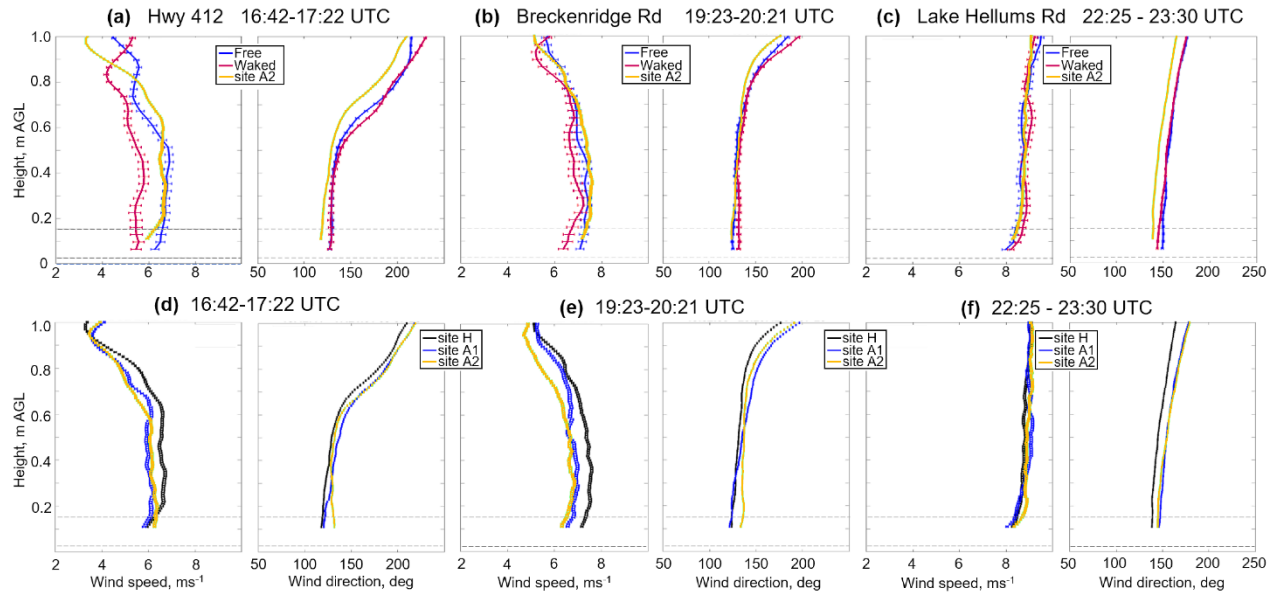 (a) Hwy 412 16:42-17:22 UTC (b) Breckenridge Rd 19:23-20:21 UTC (c) Lake Hellums Rd 22:25 - 23:30 UTC
Height, m AGL
1.0
0.8
0.6
0.4
0.2
0
Free
Waked
site A2
Free
Waked
site A2
Free
Waked
site A2
2 4 6 8 50 100 150 200 2 4 6 8 50 100 150 200 4 6 8 50 100 150 200 250
(d) 16:42-17:22 UTC (e) 19:23-20:21 UTC (f) 22:25 - 23:30 UTC
Height, m AGL
1.0
0.8
0.6
0.4
0.2
site H
site A1
site A2
site H
site A1
site A2
site H
site A1
site A2
2 4 6 8 50 100 150 200 2 4 6 8 50 100 150 200 4 6 8 50 100 150 200 250
Wind speed, ms⁻¹ Wind direction, deg Wind speed, ms⁻¹ Wind direction, deg Wind speed, ms⁻¹ Wind direction, deg